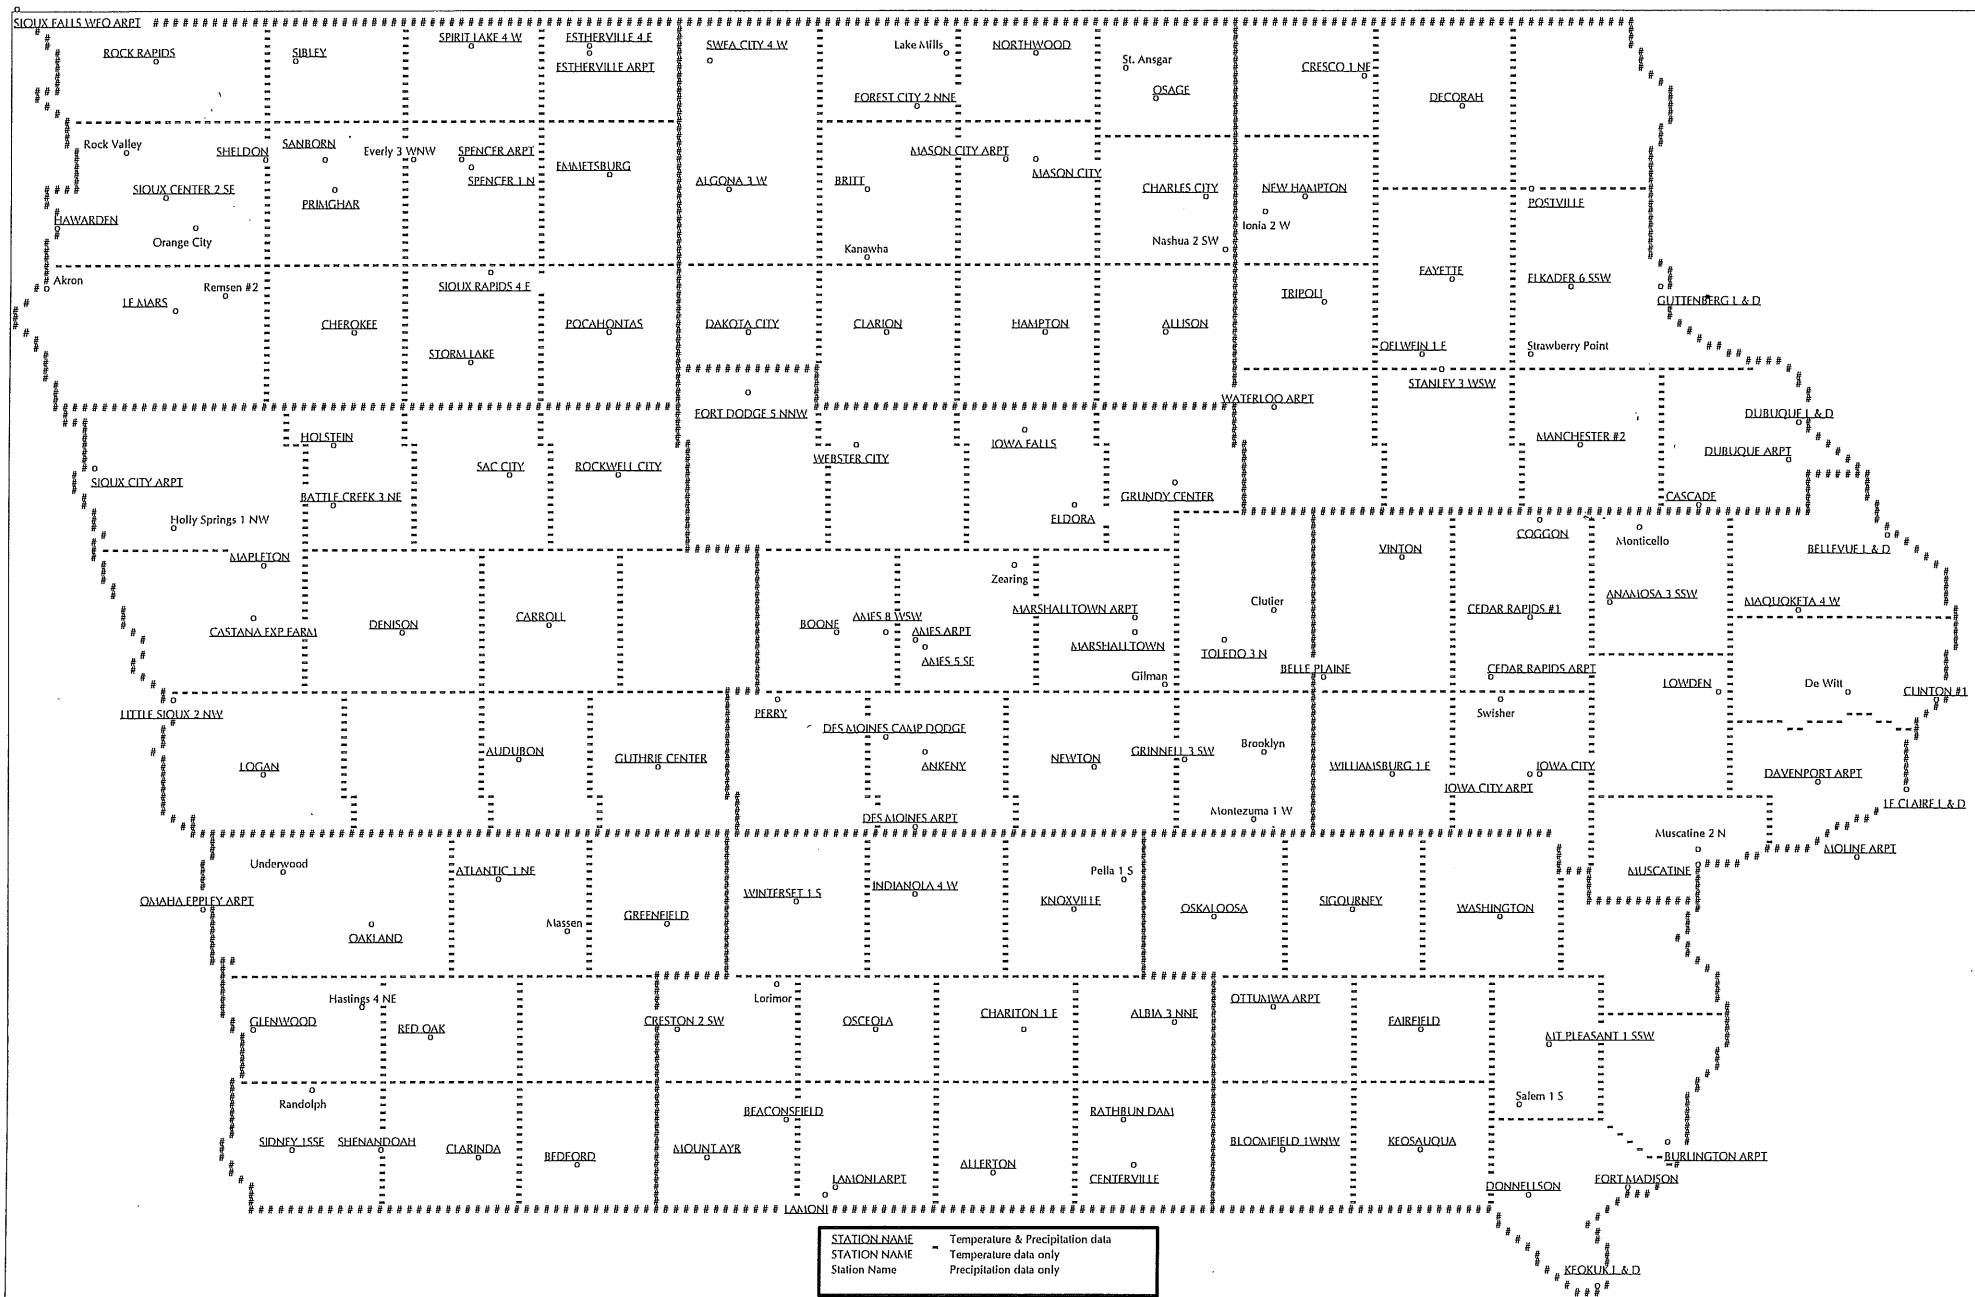 SIOUX FALLS WFO ARPT
ROCK RAPIDS
SIBLEY
SPIRIT LAKE 4 W
ESTHERVILLE 4 E
ESTHERVILLE ARPT
SWEA CITY 4 W
Lake Mills
NORTHWOOD
FOREST CITY 2 NNE
St. Ansgar
OSAGE
CRESCO 1 NE
DECORAH
Rock Valley
SHELDON
SANBORN
Everly 3 WNW
SPENCER ARPT
SPENCER 1 N
EMMETSBURG
SIOUX CENTER 2 SE
PRIMGHAR
HAWARDEN
Orange City
ALGONA 3 W
BRITT
MASON CITY ARPT
MASON CITY
CHARLES CITY
NEW HAMPTON
Ionia 2 W
POSTVILLE
Kanawha
Nashua 2 SW
Akron
LE MARS
Remsen #2
SIOUX RAPIDS 4 E
FAYETTE
ELKADER 6 SSW
GUTTENBERG L & D
TRIPOLI
CHEROKEE
POCAHONTAS
DAKOTA CITY
CLARION
HAMPTON
ALLISON
STORM LAKE
OELWEIN 1 E
Strawberry Point
STANLEY 3 WSW
WATERLOO ARPT
FORT DODGE 5 NNW
DUBUQUE L & D
HOLSTEIN
IOWA FALLS
MANCHESTER #2
WEBSTER CITY
DUBUQUE ARPT
SAC CITY
ROCKWELL CITY
SIOUX CITY ARPT
BATTLE CREEK 3 NE
GRUNDY CENTER
CASCADE
Holly Springs 1 NW
ELDORA
COGGON
Monticello
MAPLETON
VINTON
BELLEVUE L & D
Zearing
CASTANA EXP FARM
DENISON
CARROLL
BOONE
AMES 8 WSW
AMES ARPT
AMES 5 SE
MARSHALLTOWN ARPT
MARSHALLTOWN
Clutier
CEDAR RAPIDS #1
ANAMOSA 3 SSW
MAQUOKETA 4 W
TOLEDO 3 N
Gilman
BELLE PLAINE
CEDAR RAPIDS ARPT
LOWDEN
De Witt
CLINTON #1
LITTLE SIOUX 2 NW
PERRY
Swisher
DES MOINES CAMP DODGE
LOGAN
AUDUBON
GUTHRIE CENTER
ANKENY
NEWTON
GRINNELL 3 SW
Brooklyn
WILLIAMSBURG 1 E
IOWA CITY
IOWA CITY ARPT
DAVENPORT ARPT
LE CLAIRE L & D
DES MOINES ARPT
Montezuma 1 W
Muscatine 2 N
MOLINE ARPT
Underwood
ATLANTIC 1 NE
INDIANOLA 4 W
Pella 1 S
MUSCATINE
OMAHA EPPLEY ARPT
WINTERSET 1 S
KNOXVILLE
OSKALOOSA
SIGOURNEY
WASHINGTON
Massen
GREENFIELD
OAKLAND
Hastings 4 NE
Lorimor
OTTUMWA ARPT
GLENWOOD
RED OAK
CRESTON 2 SW
OSCEOLA
CHARITON 1 E
ALBIA 3 NNE
FAIRFIELD
MT PLEASANT 1 SSW
Randolph
BEACONSFIELD
RATHBUN DAM
Salem 1 S
SIDNEY 1SSE
SHENANDOAH
CLARINDA
BEDFORD
MOUNT AYR
ALLERTON
CENTERVILLE
BLOOMFIELD 1WNW
KEOSAUQUA
BURLINGTON ARPT
LAMONI ARPT
LAMONI
DONNELLSON
FORT MADISON
STATION NAME - Temperature & Precipitation data
STATION NAME Temperature data only
Station Name Precipitation data only
KEOKUK L & D